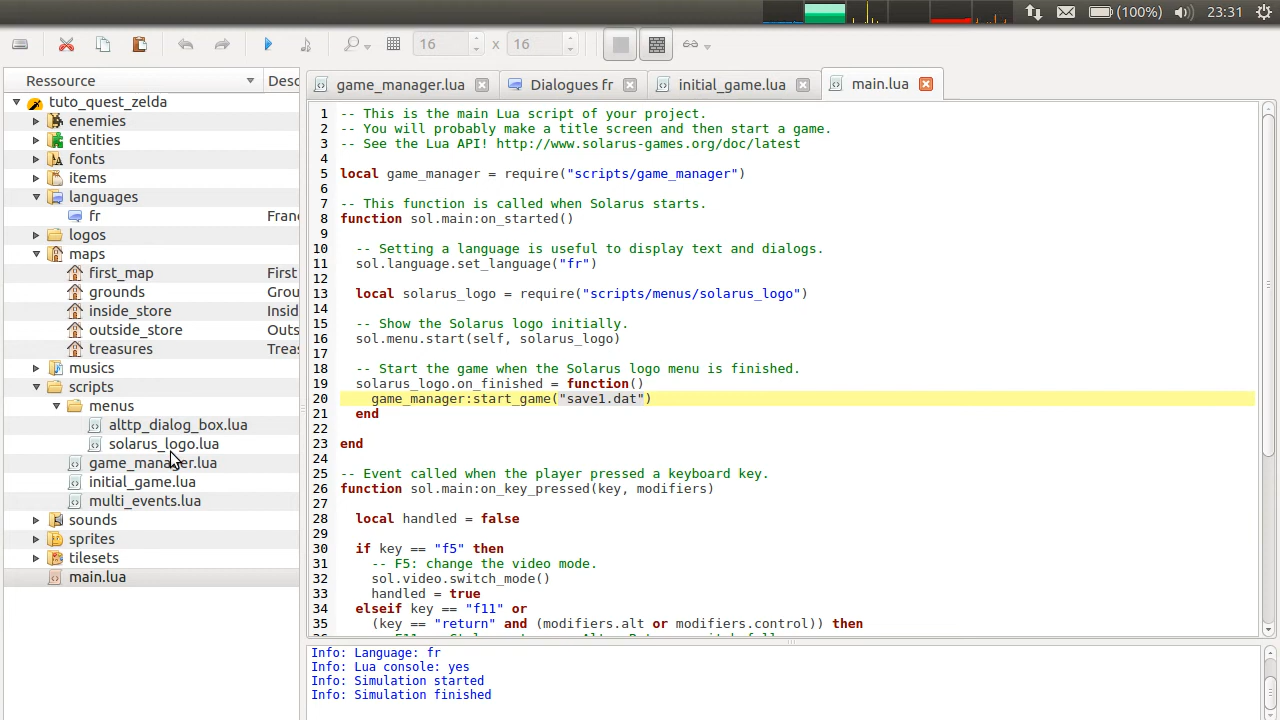 (100%) 23:31
16 x 16
Ressource Desc
game_manager.lua Dialogues fr initial_game.lua main.lua
tuto_quest_zelda
enemies
entities
fonts
items
languages
fr Franc
logos
maps
first_map First
grounds Grou
inside_store Insid
outside_store Outs
treasures Treas
musics
scripts
menus
alttp_dialog_box.lua
solarus_logo.lua
game_manager.lua
initial_game.lua
multi_events.lua
sounds
sprites
tilesets
main.lua
1 -- This is the main Lua script of your project.
2 -- You will probably make a title screen and then start a game.
3 -- See the Lua API! http://www.solarus-games.org/doc/latest
4
5 local game_manager = require("scripts/game_manager")
6
7 -- This function is called when Solarus starts.
8 function sol.main:on_started()
9
10 -- Setting a language is useful to display text and dialogs.
11 sol.language.set_language("fr")
12
13 local solarus_logo = require("scripts/menus/solarus_logo")
14
15 -- Show the Solarus logo initially.
16 sol.menu.start(self, solarus_logo)
17
18 -- Start the game when the Solarus logo menu is finished.
19 solarus_logo.on_finished = function()
20 game_manager:start_game("save1.dat")
21 end
22
23 end
24
25 -- Event called when the player pressed a keyboard key.
26 function sol.main:on_key_pressed(key, modifiers)
27
28 local handled = false
29
30 if key == "f5" then
31 -- F5: change the video mode.
32 sol.video.switch_mode()
33 handled = true
34 elseif key == "f11" or
35 (key == "return" and (modifiers.alt or modifiers.control)) then
Info: Language: fr
Info: Lua console: yes
Info: Simulation started
Info: Simulation finished